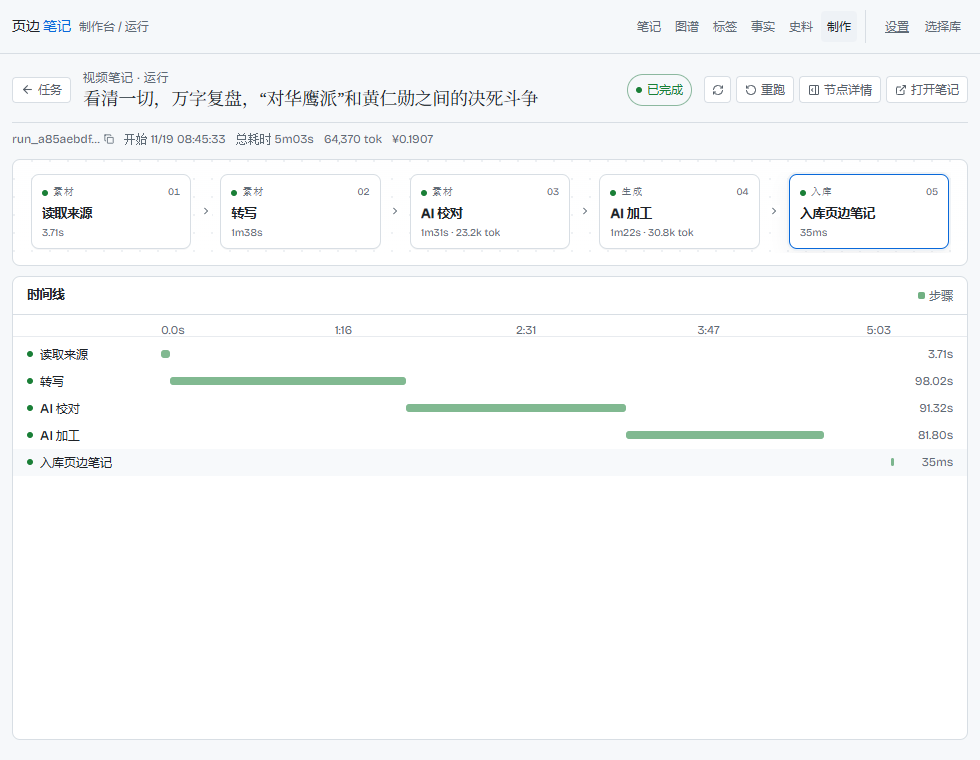 页边 笔记 制作台 / 运行 笔记 图谱 标签 事实 史料 制作 设置 选择库
← 任务 视频笔记 · 运行
看清一切，万字复盘，“对华鹰派”和黄仁勋之间的决死斗争 已完成 重跑 节点详情 打开笔记
run_a85aebdf... 开始 11/19 08:45:33 总耗时 5m03s 64,370 tok ¥0.1907
素材 01
读取来源
3.71s
素材 02
转写
1m38s
素材 03
AI 校对
1m31s · 23.2k tok
生成 04
AI 加工
1m22s · 30.8k tok
入库 05
入库页边笔记
35ms
时间线 步骤
0.0s 1:16 2:31 3:47 5:03
读取来源 3.71s
转写 98.02s
AI 校对 91.32s
AI 加工 81.80s
入库页边笔记 35ms